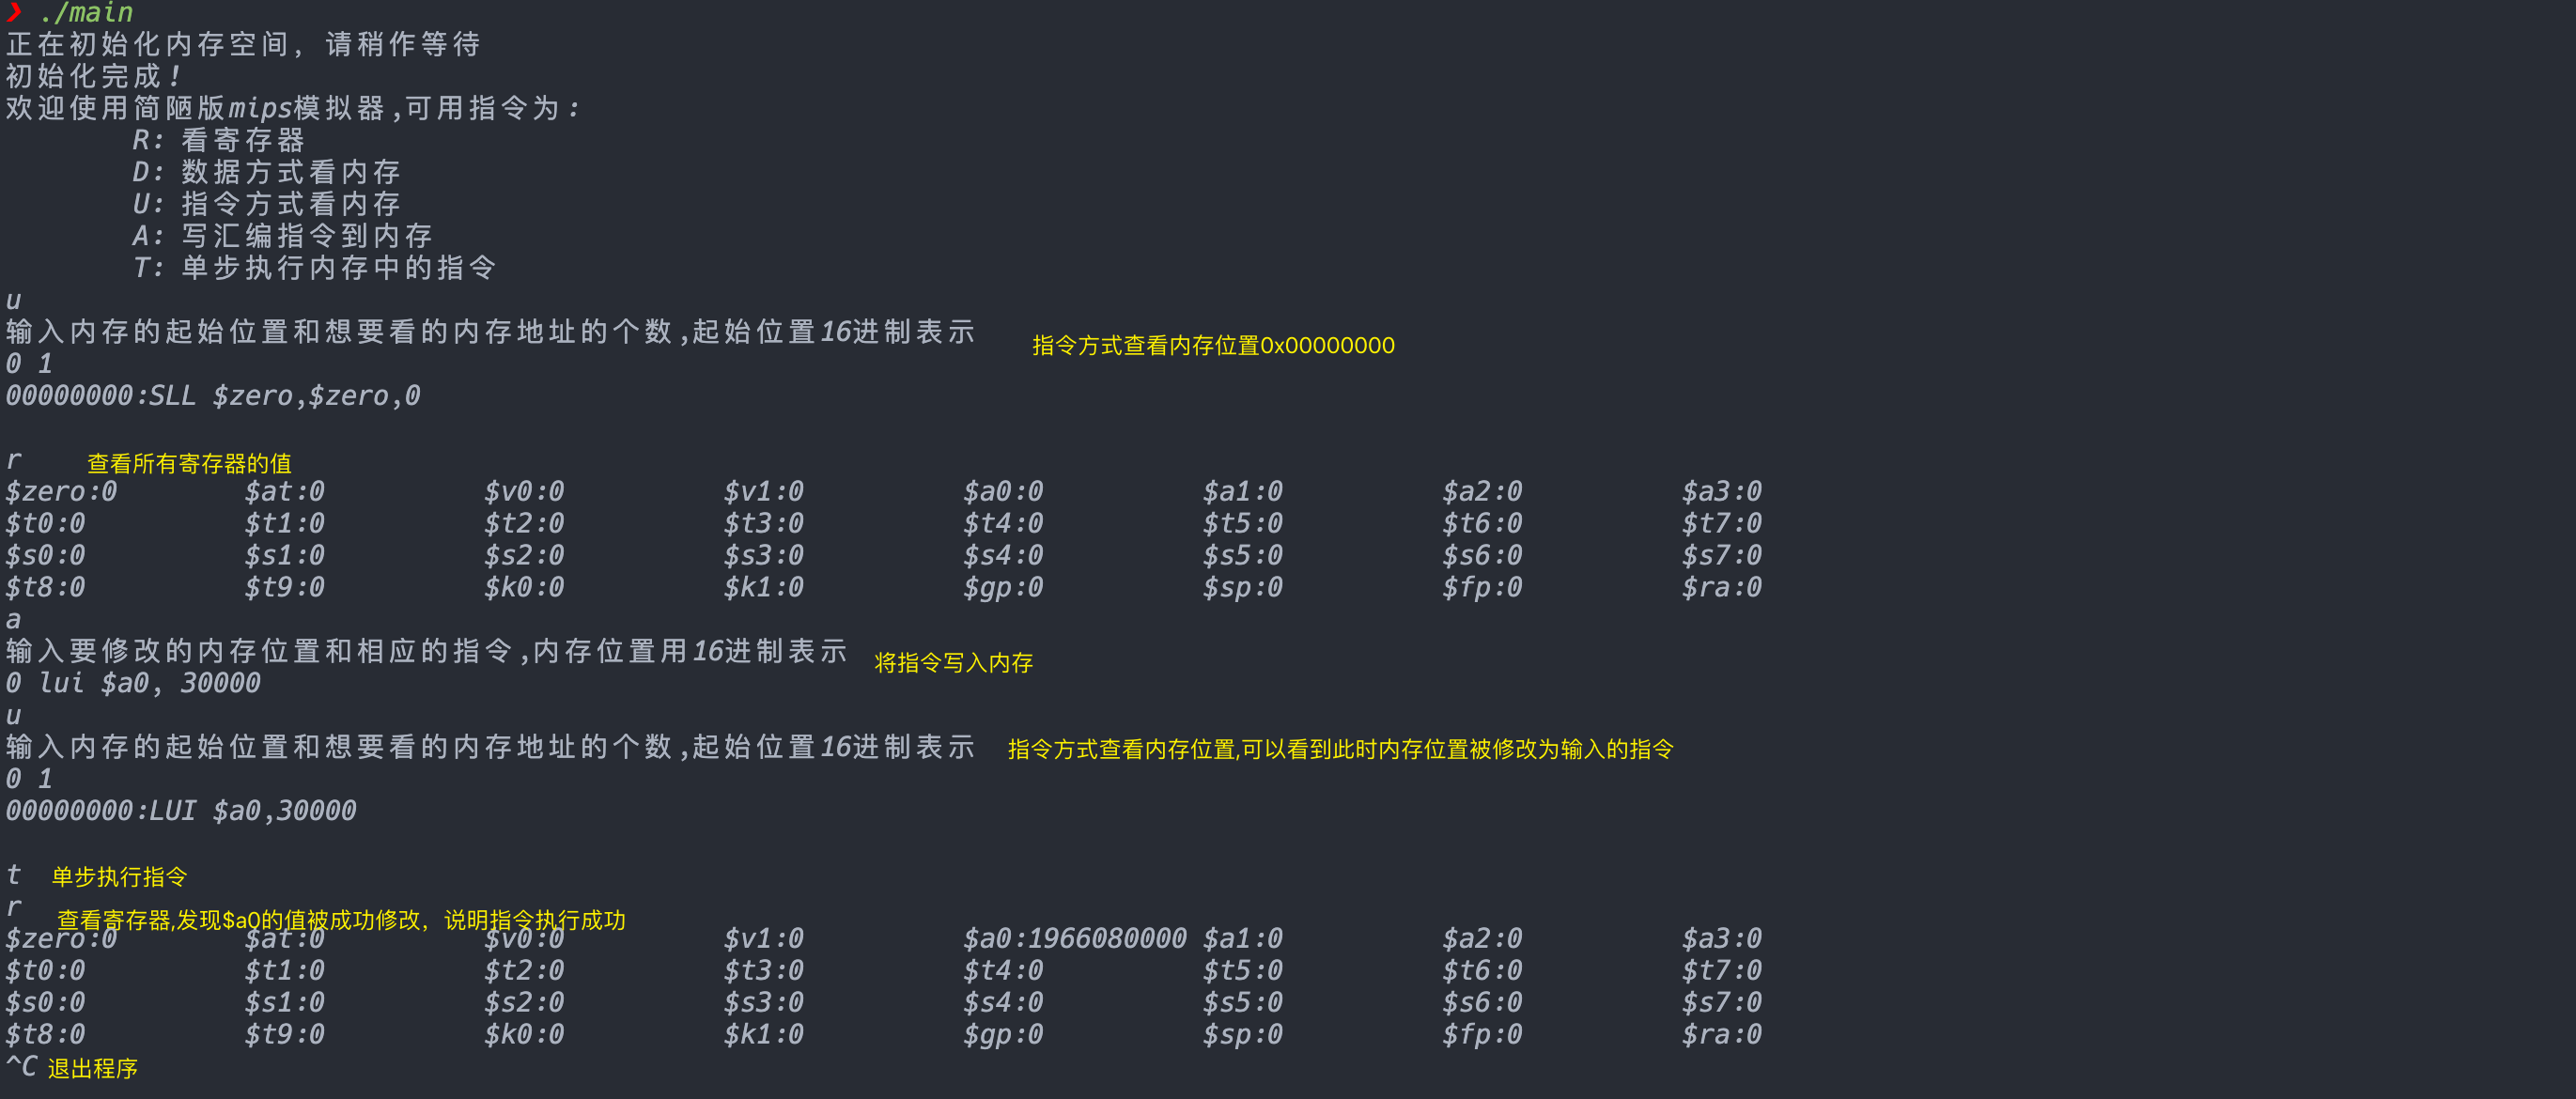 ❯ ./main
正在初始化内存空间, 请稍作等待
初始化完成!
欢迎使用简陋版mips模拟器,可用指令为:
R: 看寄存器
D: 数据方式看内存
U: 指令方式看内存
A: 写汇编指令到内存
T: 单步执行内存中的指令
u
输入内存的起始位置和想要看的内存地址的个数,起始位置16进制表示
指令方式查看内存位置0x00000000
0 1
00000000:SLL $zero,$zero,0
r 查看所有寄存器的值
$zero:0 $at:0 $v0:0 $v1:0 $a0:0 $a1:0 $a2:0 $a3:0
$t0:0 $t1:0 $t2:0 $t3:0 $t4:0 $t5:0 $t6:0 $t7:0
$s0:0 $s1:0 $s2:0 $s3:0 $s4:0 $s5:0 $s6:0 $s7:0
$t8:0 $t9:0 $k0:0 $k1:0 $gp:0 $sp:0 $fp:0 $ra:0
a
输入要修改的内存位置和相应的指令,内存位置用16进制表示
将指令写入内存
0 lui $a0, 30000
u
输入内存的起始位置和想要看的内存地址的个数,起始位置16进制表示 指令方式查看内存位置,可以看到此时内存位置被修改为输入的指令
0 1
00000000:LUI $a0,30000
t 单步执行指令
r
查看寄存器,发现$a0的值被成功修改，说明指令执行成功
$zero:0 $at:0 $v0:0 $v1:0 $a0:1966080000 $a1:0 $a2:0 $a3:0
$t0:0 $t1:0 $t2:0 $t3:0 $t4:0 $t5:0 $t6:0 $t7:0
$s0:0 $s1:0 $s2:0 $s3:0 $s4:0 $s5:0 $s6:0 $s7:0
$t8:0 $t9:0 $k0:0 $k1:0 $gp:0 $sp:0 $fp:0 $ra:0
^C 退出程序